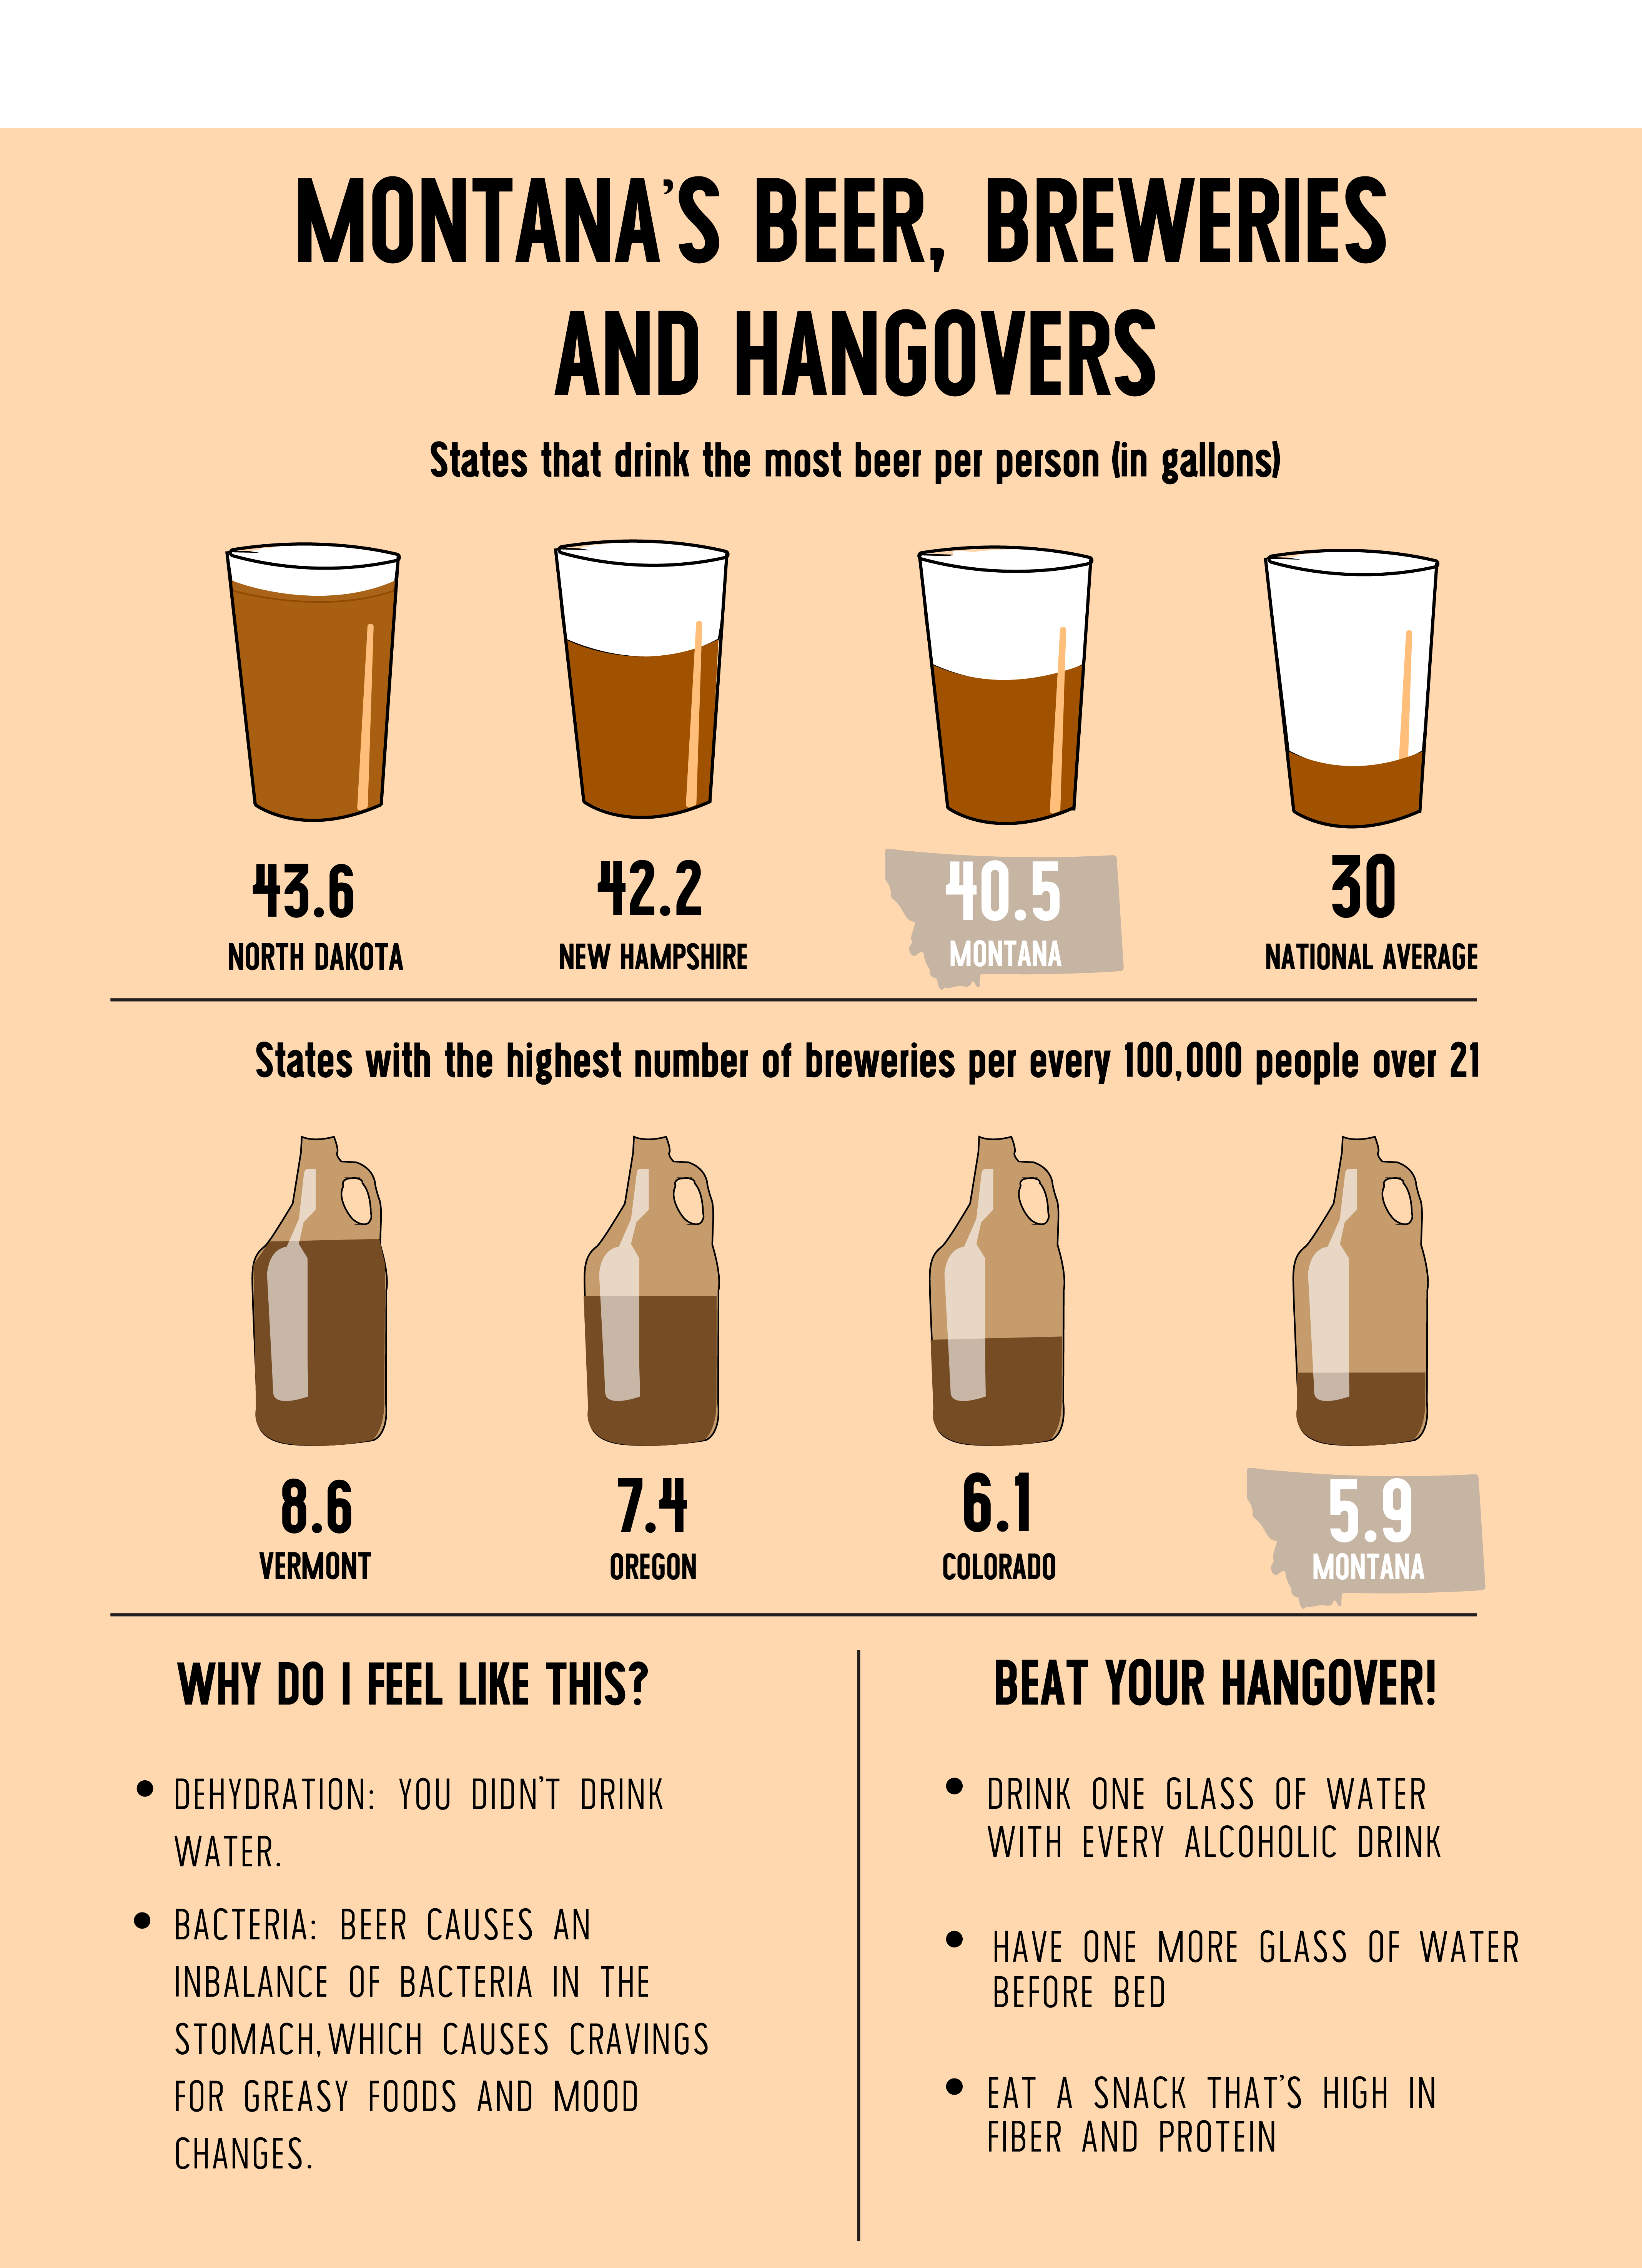 MONTANA'S BEER, BREWERIES
AND HANGOVERS
States that drink the most beer per person (in gallons)
43.6
NORTH DAKOTA
42.2
NEW HAMPSHIRE
40.5
MONTANA
30
NATIONAL AVERAGE
States with the highest number of breweries per every 100,000 people over 21
8.6
VERMONT
7.4
OREGON
6.1
COLORADO
5.9
MONTANA
WHY DO I FEEL LIKE THIS?
DEHYDRATION: YOU DIDN'T DRINK
WATER.
BACTERIA: BEER CAUSES AN
INBALANCE OF BACTERIA IN THE
STOMACH, WHICH CAUSES CRAVINGS
FOR GREASY FOODS AND MOOD
CHANGES.
BEAT YOUR HANGOVER!
DRINK ONE GLASS OF WATER
WITH EVERY ALCOHOLIC DRINK
HAVE ONE MORE GLASS OF WATER
BEFORE BED
EAT A SNACK THAT'S HIGH IN
FIBER AND PROTEIN